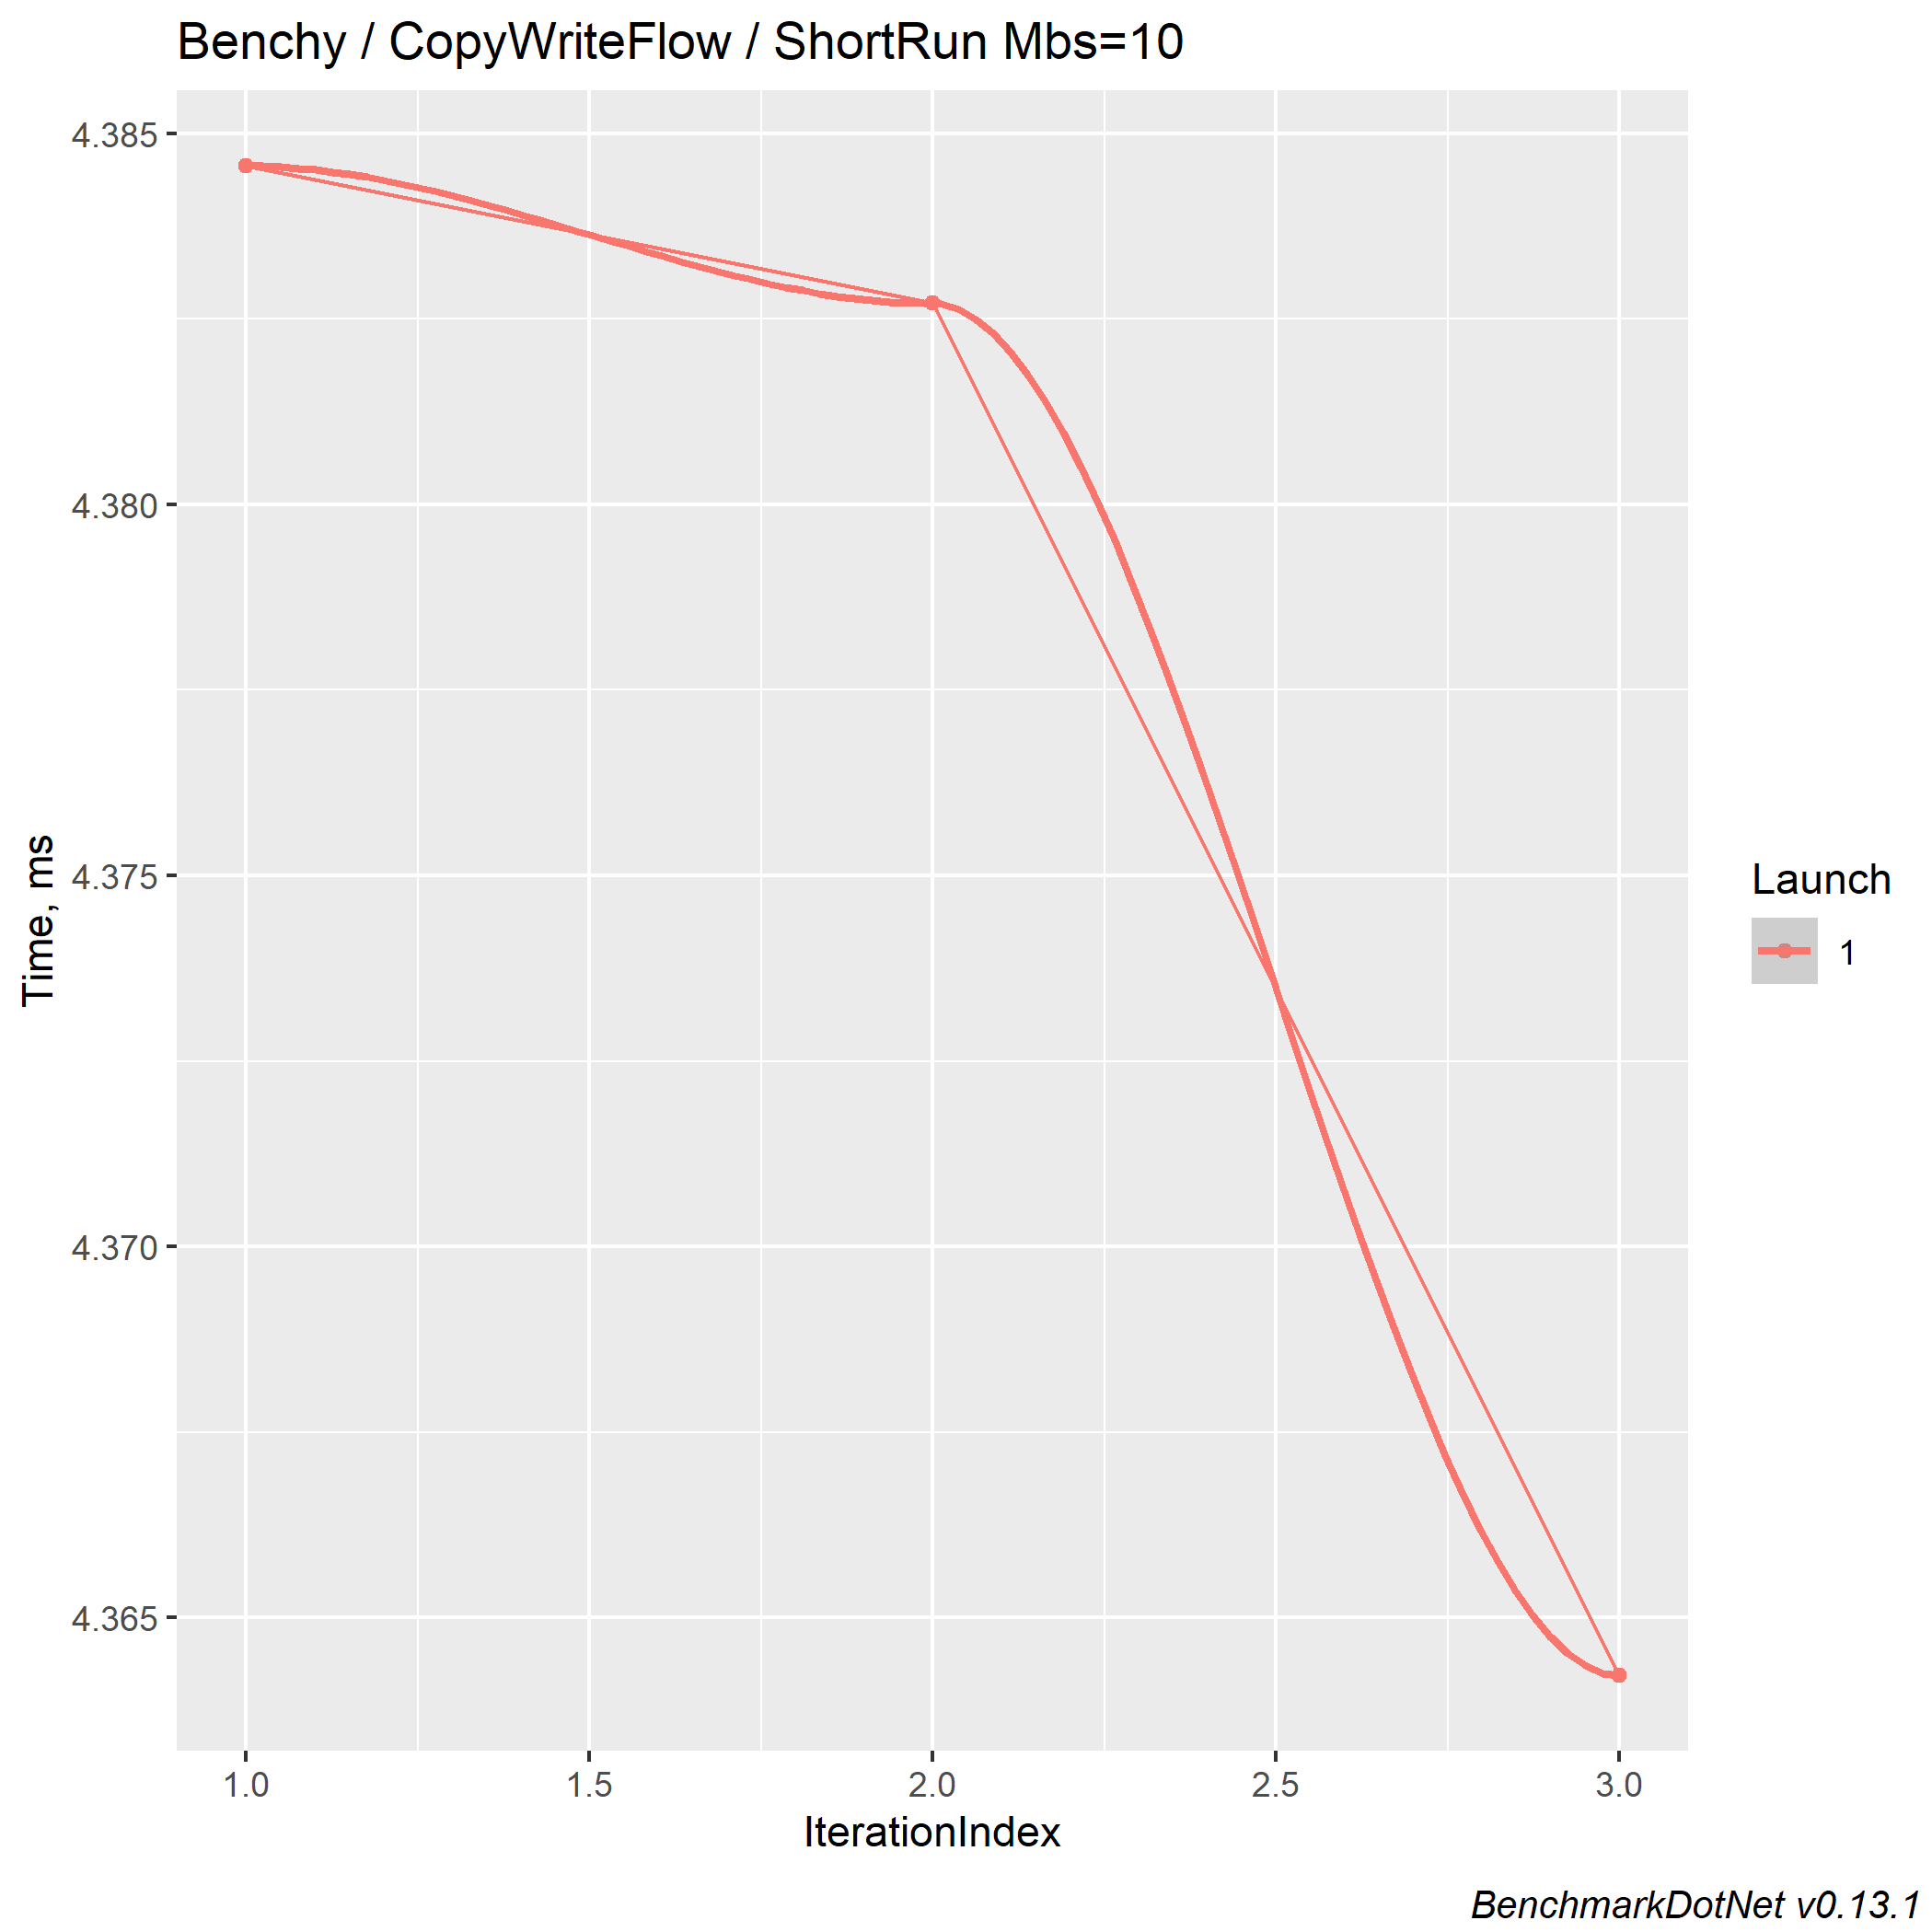 Benchy / CopyWriteFlow / ShortRun Mbs=10
4.385
4.380
4.375
4.370
4.365
Time, ms
1.0 1.5 2.0 2.5 3.0
IterationIndex
Launch
1
BenchmarkDotNet v0.13.1